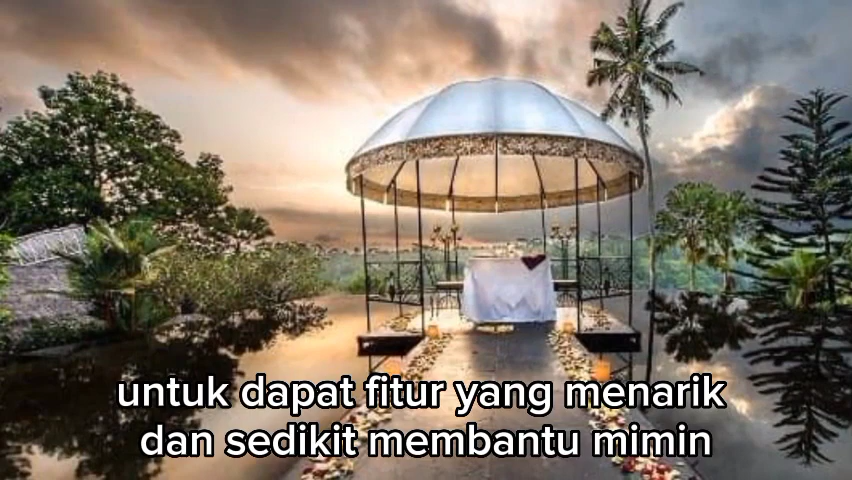 untuk dapat fitur yang menarik
dan sedikit membantu mimin